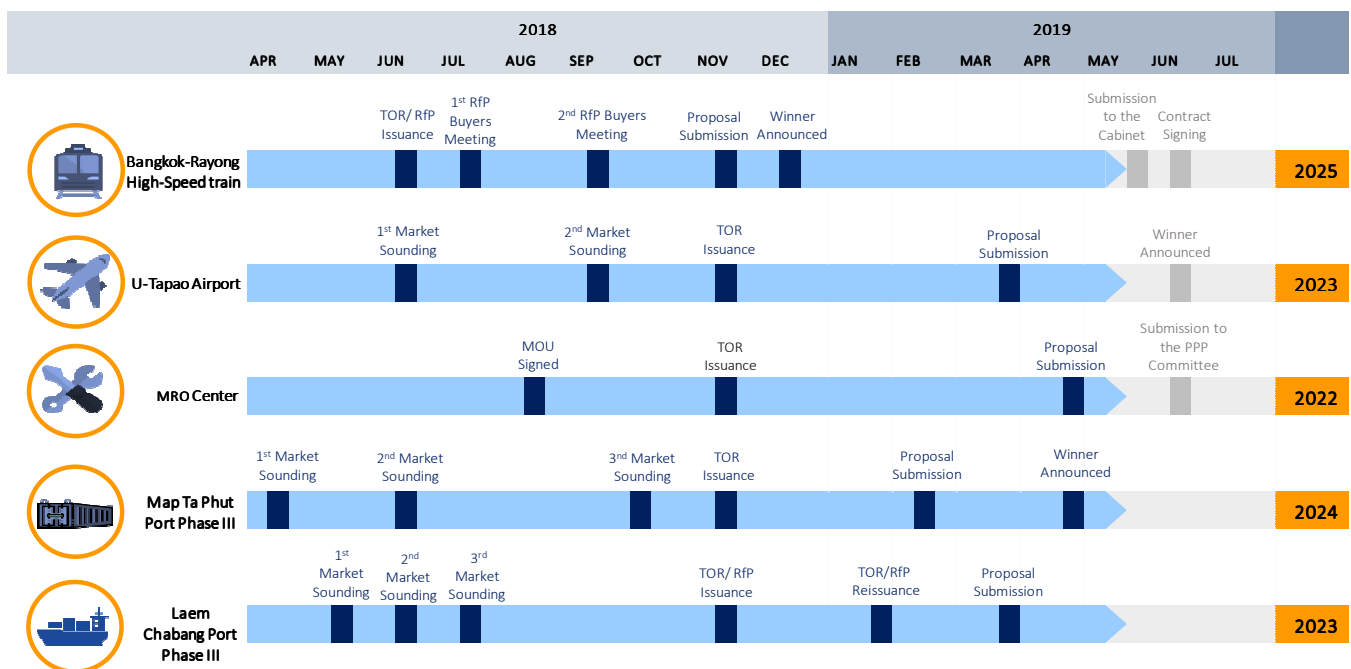 2018
2019
APR MAY JUN JUL AUG SEP OCT NOV DEC JAN FEB MAR APR MAY JUN JUL
TOR/ RfP
Issuance
1st RfP
Buyers
Meeting
2nd RfP Buyers
Meeting
Proposal
Submission
Winner
Announced
Submission
to the
Cabinet
Contract
Signing
Bangkok-Rayong
High-Speed train
2025
1st Market
Sounding
2nd Market
Sounding
TOR
Issuance
Proposal
Submission
Winner
Announced
U-Tapao Airport
2023
MOU
Signed
TOR
Issuance
Proposal
Submission
Submission to
the PPP
Committee
MRO Center
2022
1st Market
Sounding
2nd Market
Sounding
3rd Market
Sounding
TOR
Issuance
Proposal
Submission
Winner
Announced
Map Ta Phut
Port Phase III
2024
1st
Market
Sounding
2nd
Market
Sounding
3rd
Market
Sounding
TOR/ RfP
Issuance
TOR/RfP
Reissuance
Proposal
Submission
Laem
Chabang Port
Phase III
2023